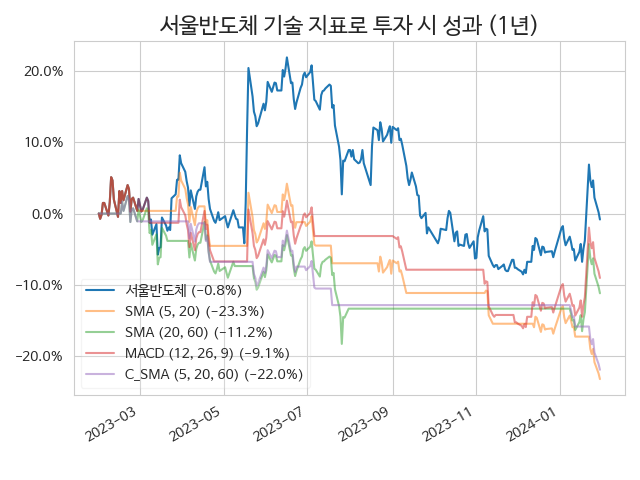 서울반도체 기술 지표로 투자 시 성과 (1년)
20.0%
10.0%
0.0%
−10.0%
−20.0%
서울반도체 (−0.8%)
SMA (5, 20) (−23.3%)
SMA (20, 60) (−11.2%)
MACD (12, 26, 9) (−9.1%)
C_SMA (5, 20, 60) (−22.0%)
2023−03
2023−05
2023−07
2023−09
2023−11
2024−01